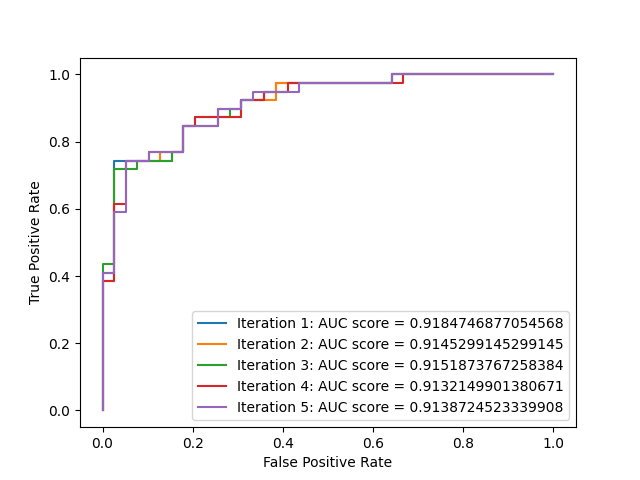 1.0
0.8
0.6
0.4
0.2
0.0
True Positive Rate
Iteration 1: AUC score = 0.9184746877054568
Iteration 2: AUC score = 0.9145299145299145
Iteration 3: AUC score = 0.9151873767258384
Iteration 4: AUC score = 0.9132149901380671
Iteration 5: AUC score = 0.9138724523339908
0.0 0.2 0.4 0.6 0.8 1.0
False Positive Rate